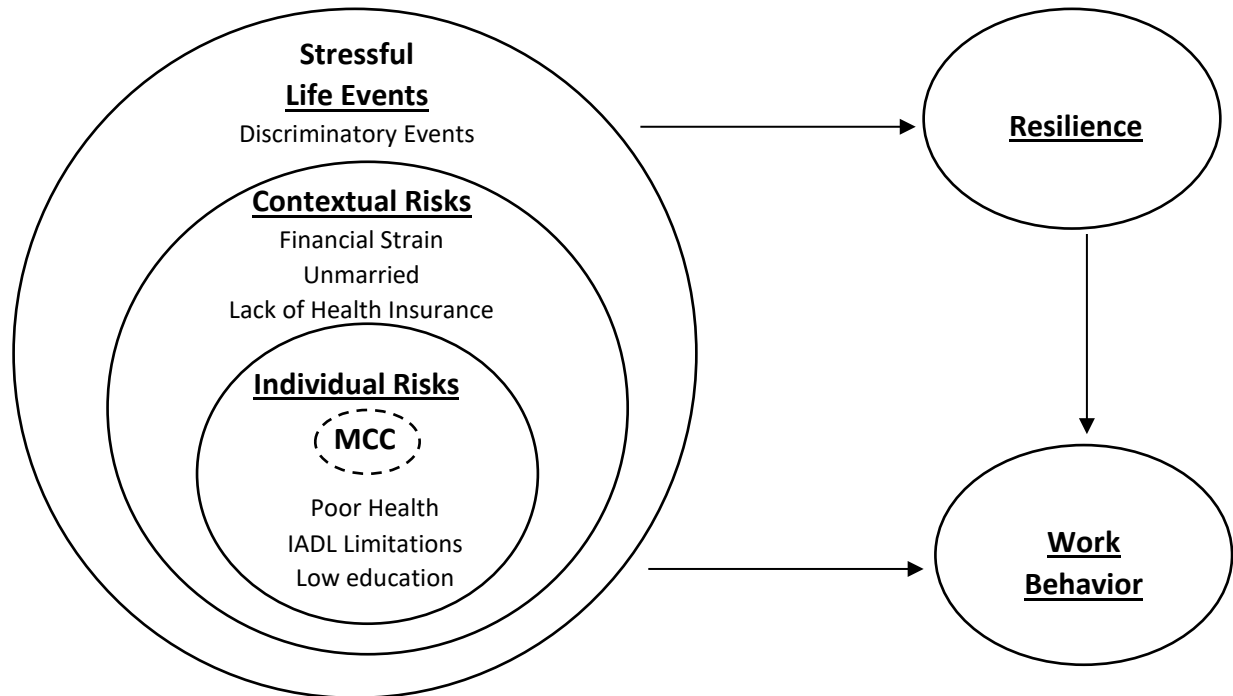 Stressful
Life Events
Discriminatory Events
Contextual Risks
Financial Strain
Unmarried
Lack of Health Insurance
Individual Risks
MCC
Poor Health
IADL Limitations
Low education
Resilience
Work
Behavior